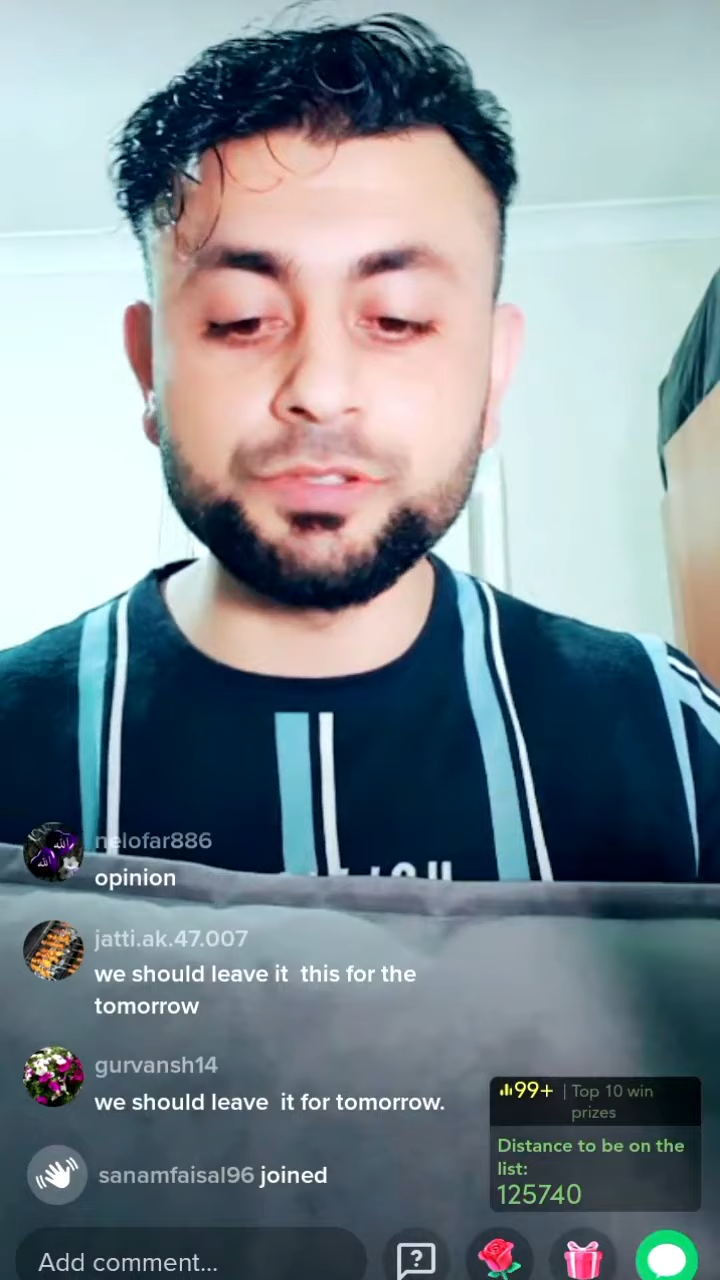 nelofar886
opinion
jatti.ak.47.007
we should leave it this for the
tomorrow
gurvansh14
we should leave it for tomorrow.
sanamfaisal96 joined
99+ | Top 10 win
prizes
Distance to be on the
list:
125740
Add comment...
?